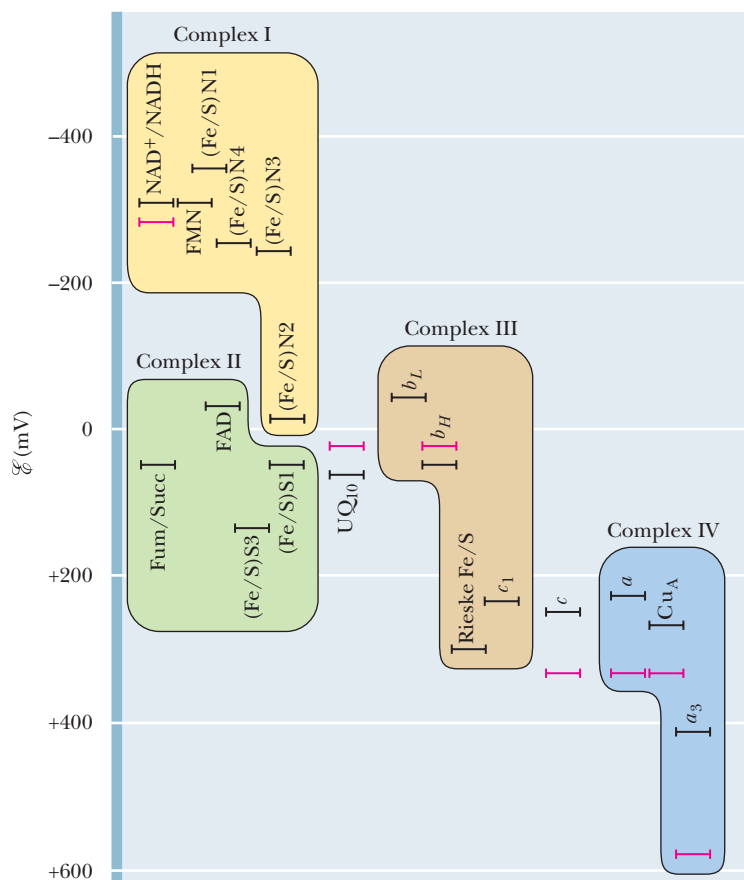 Complex I
NAD⁺/NADH
FMN
(Fe/S)N1
(Fe/S)N4
(Fe/S)N3
(Fe/S)N2
Complex II
Fum/Succ
FAD
(Fe/S)S3
(Fe/S)S1
UQ₁₀
Complex III
b_L
b_H
Rieske Fe/S
c₁
c
Complex IV
a
Cu_A
a₃
ℰ (mV)
–400
–200
0
+200
+400
+600